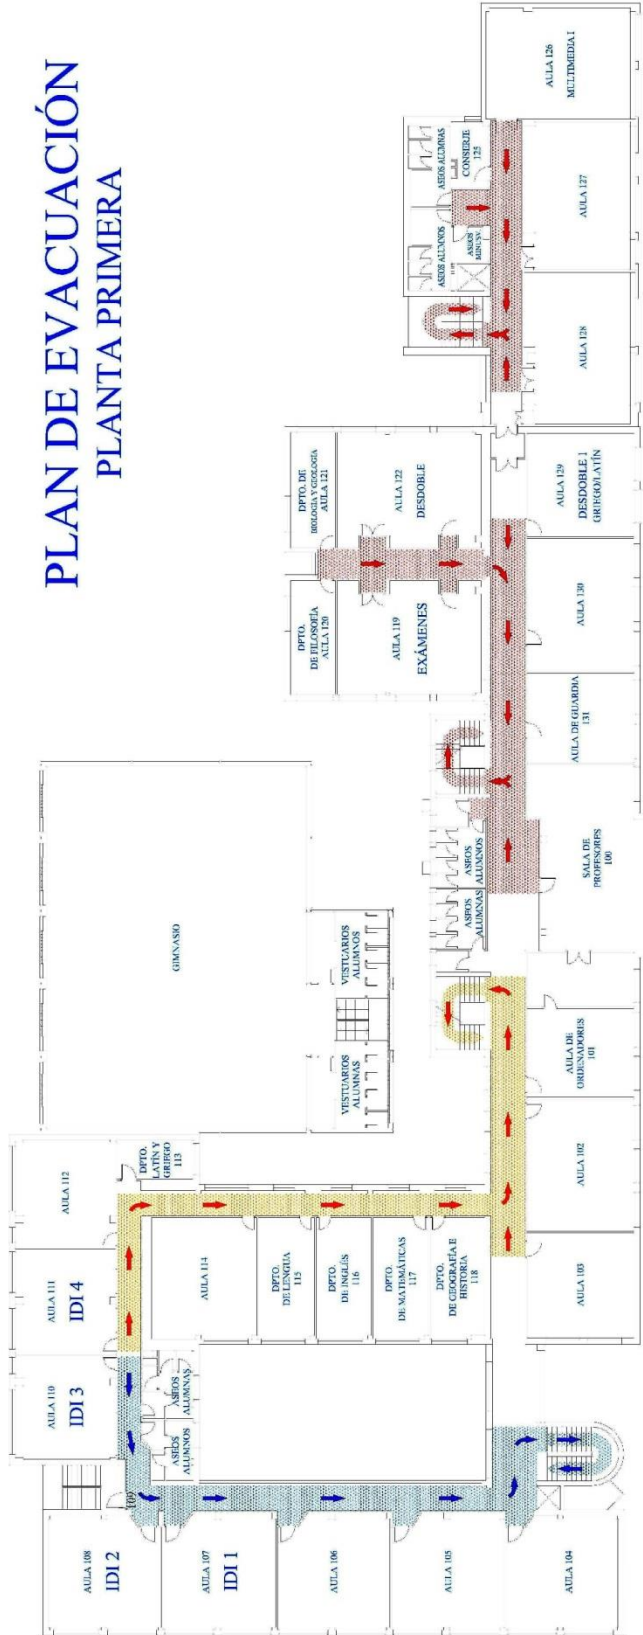 PLAN DE EVACUACIÓN
PLANTA PRIMERA
AULA 108
IDI 2
AULA 107
IDI 1
AULA 106
AULA 105
AULA 104
109
AULA 110
IDI 3
AULA 111
IDI 4
AULA 112
ASEOS ALUMNOS
ASEOS ALUMNAS
DPTO. LATÍN Y GRIEGO
113
AULA 114
DPTO. DE LENGUA
115
DPTO. DE INGLÉS
116
DPTO. DE MATEMÁTICAS
117
DPTO. DE GEOGRAFÍA E HISTORIA
118
AULA 103
AULA 102
AULA DE ORDENADORES
101
GIMNASIO
VESTUARIOS ALUMNAS
VESTUARIOS ALUMNOS
ASEOS ALUMNAS
ASEOS ALUMNOS
SALA DE PROFESORES
100
AULA DE GUARDIA
131
AULA 130
AULA 129
DESDOBLE 1
GRIEGO/LATÍN
DPTO. DE FILOSOFÍA
AULA 120
AULA 119
EXÁMENES
DPTO. DE BIOLOGIA Y GEOLOGIA
AULA 121
AULA 122
DESDOBLE
AULA 128
AULA 127
AULA 126
MULTIMEDIA I
ASEOS ALUMNOS
ASEOS ALUMNAS
ASEOS MINUSV.
CONSERJE
125